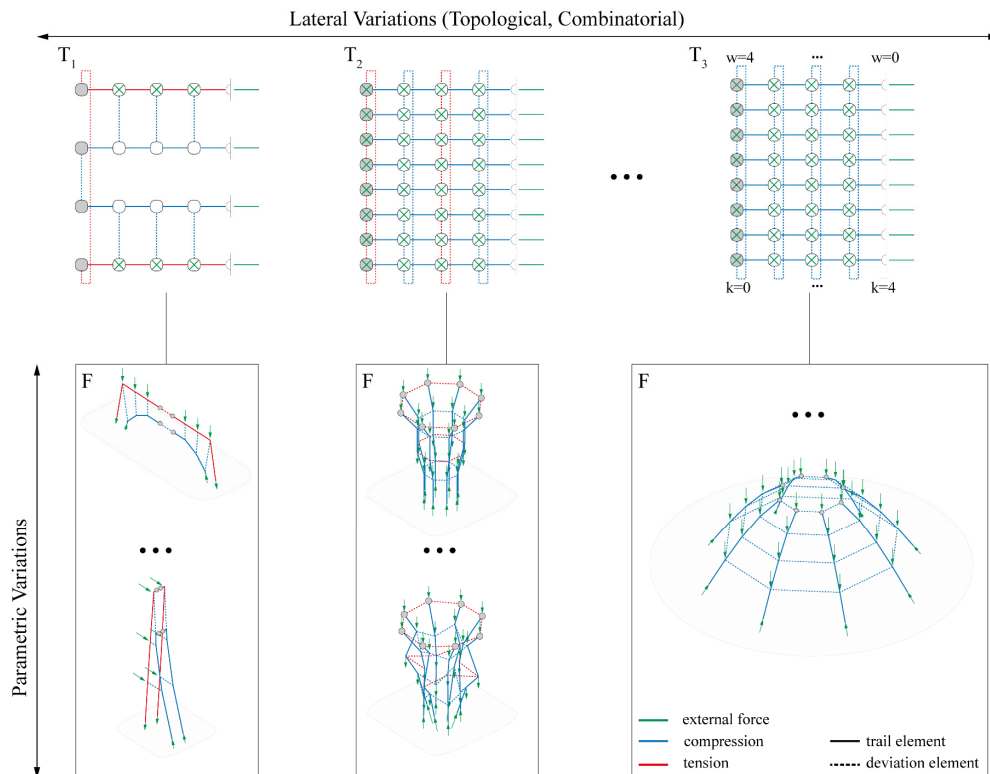 Lateral Variations (Topological, Combinatorial)
T1
T2
T3
w=4
...
w=0
...
k=0
...
k=4
Parametric Variations
F
F
F
...
...
...
external force
compression
tension
trail element
deviation element